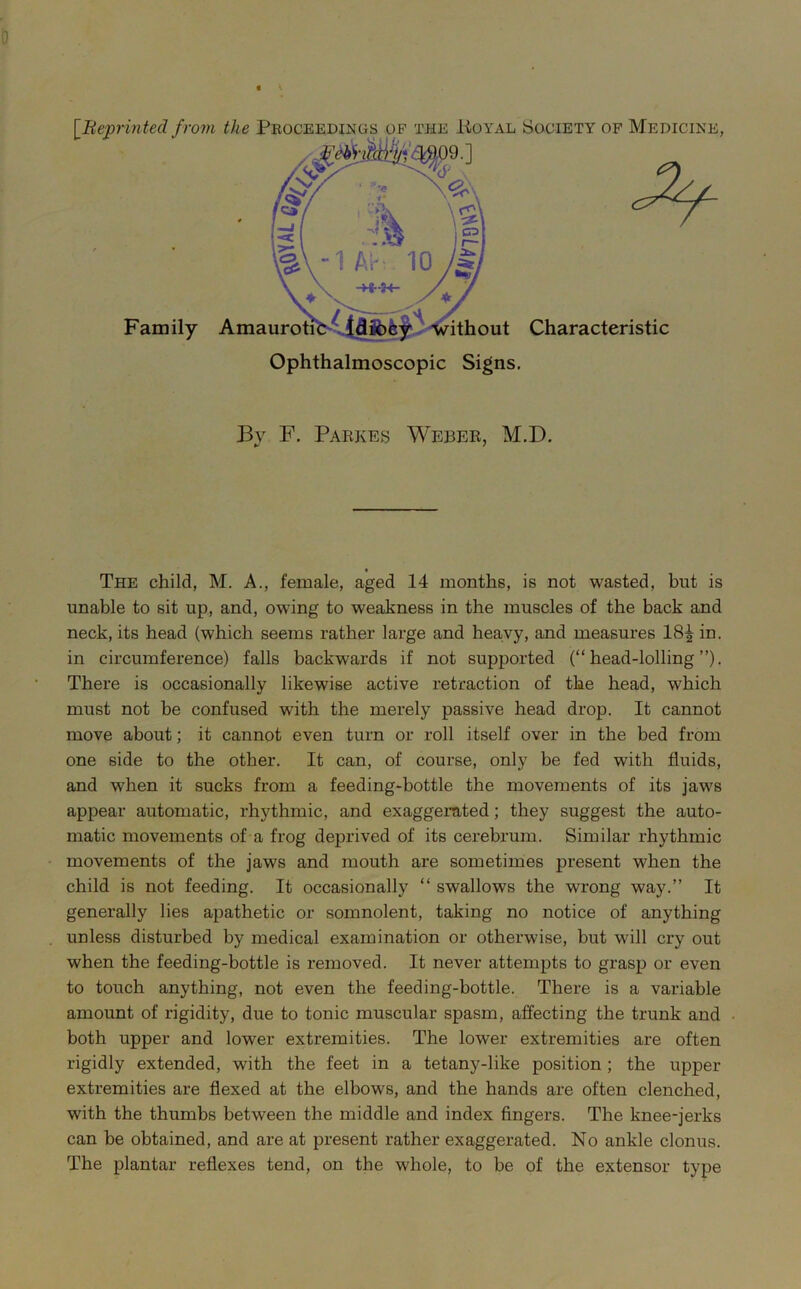 [Reprinted from the PROCEEDINGS OF THE ROYAL SOCIETY OF MEDICINE,
February, 1909.]
ROYAL COLLEGE OF ENGLAND
-1 AP 10
24
Family Amaurotic Idiocy without Characteristic
Ophthalmoscopic Signs.
By F. PARKES WEBER, M.D.
THE child, M. A., female, aged 14 months, is not wasted, but is
unable to sit up, and, owing to weakness in the muscles of the back and
neck, its head (which seems rather large and heavy, and measures 18½ in.
in circumference) falls backwards if not supported (“head-lolling”).
There is occasionally likewise active retraction of the head, which
must not be confused with the merely passive head drop. It cannot
move about; it cannot even turn or roll itself over in the bed from
one side to the other. It can, of course, only be fed with fluids,
and when it sucks from a feeding-bottle the movements of its jaws
appear automatic, rhythmic, and exaggerated; they suggest the auto-
matic movements of a frog deprived of its cerebrum. Similar rhythmic
movements of the jaws and mouth are sometimes present when the
child is not feeding. It occasionally “swallows the wrong way.” It
generally lies apathetic or somnolent, taking no notice of anything
unless disturbed by medical examination or otherwise, but will cry out
when the feeding-bottle is removed. It never attempts to grasp or even
to touch anything, not even the feeding-bottle. There is a variable
amount of rigidity, due to tonic muscular spasm, affecting the trunk and
both upper and lower extremities. The lower extremities are often
rigidly extended, with the feet in a tetany-like position; the upper
extremities are flexed at the elbows, and the hands are often clenched,
with the thumbs between the middle and index fingers. The knee-jerks
can be obtained, and are at present rather exaggerated. No ankle clonus.
The plantar reflexes tend, on the whole, to be of the extensor type